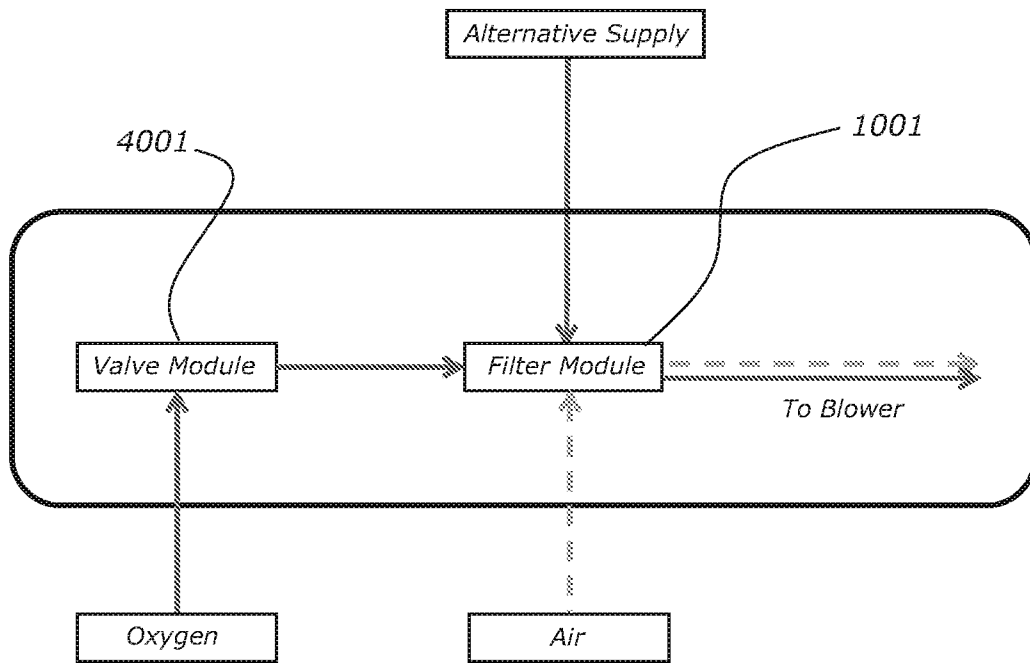 Alternative Supply
4001
1001
Valve Module
Filter Module
To Blower
Oxygen
Air